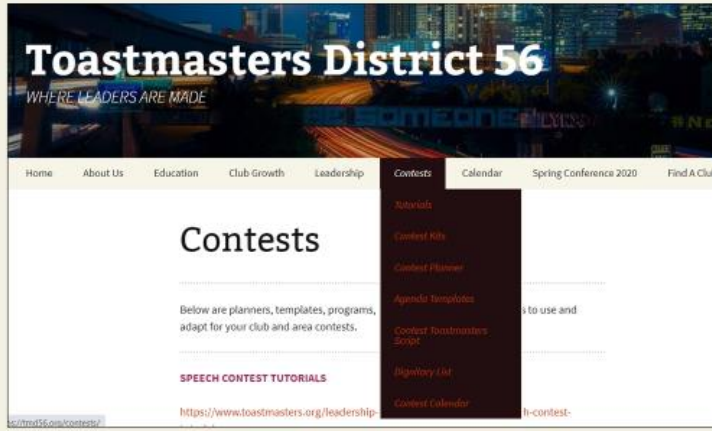 Toastmasters District 56
WHERE LEADERS ARE MADE
BE SOMEONE
Home About Us Education Club Growth Leadership Contests Calendar Spring Conference 2020 Find A Clu
Tutorials
Contest Kits
Contest Planner
Agenda Templates
Contest Toastmasters
Script
Dignitary List
Contest Calendar
Contests
Below are planners, templates, programs, s to use and
adapt for your club and area contests.
SPEECH CONTEST TUTORIALS
https://www.toastmasters.org/leadership- h-contest-
s://tmd56.org/contests/